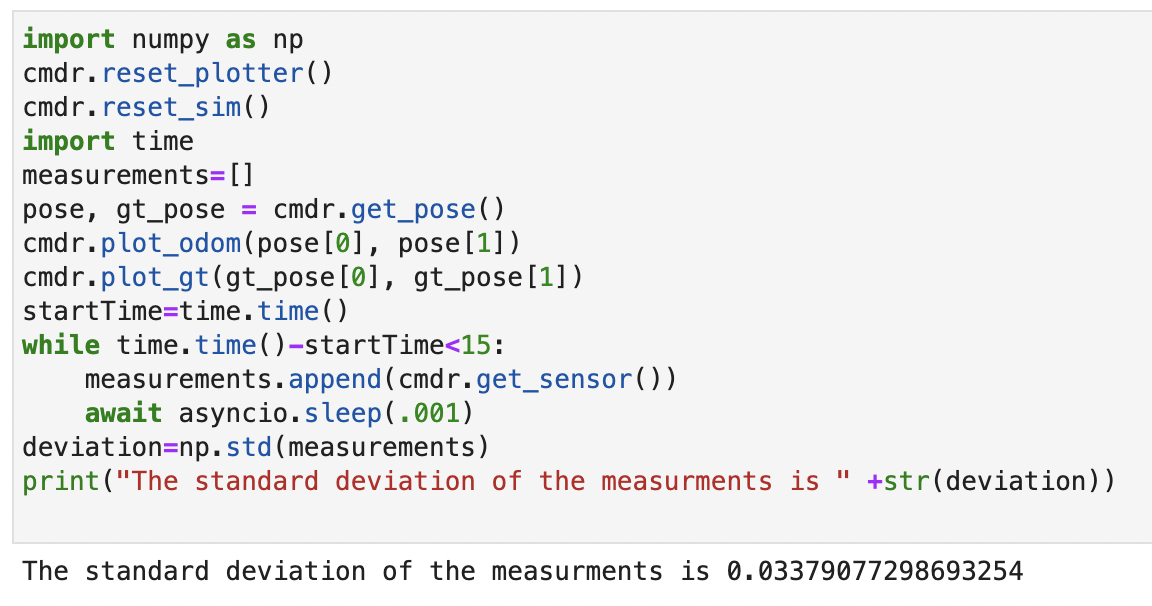 import numpy as np
cmdr.reset_plotter()
cmdr.reset_sim()
import time
measurements=[]
pose, gt_pose = cmdr.get_pose()
cmdr.plot_odom(pose[0], pose[1])
cmdr.plot_gt(gt_pose[0], gt_pose[1])
startTime=time.time()
while time.time()-startTime<15:
    measurements.append(cmdr.get_sensor())
    await asyncio.sleep(.001)
deviation=np.std(measurements)
print("The standard deviation of the measurments is " +str(deviation))
The standard deviation of the measurments is 0.03379077298693254